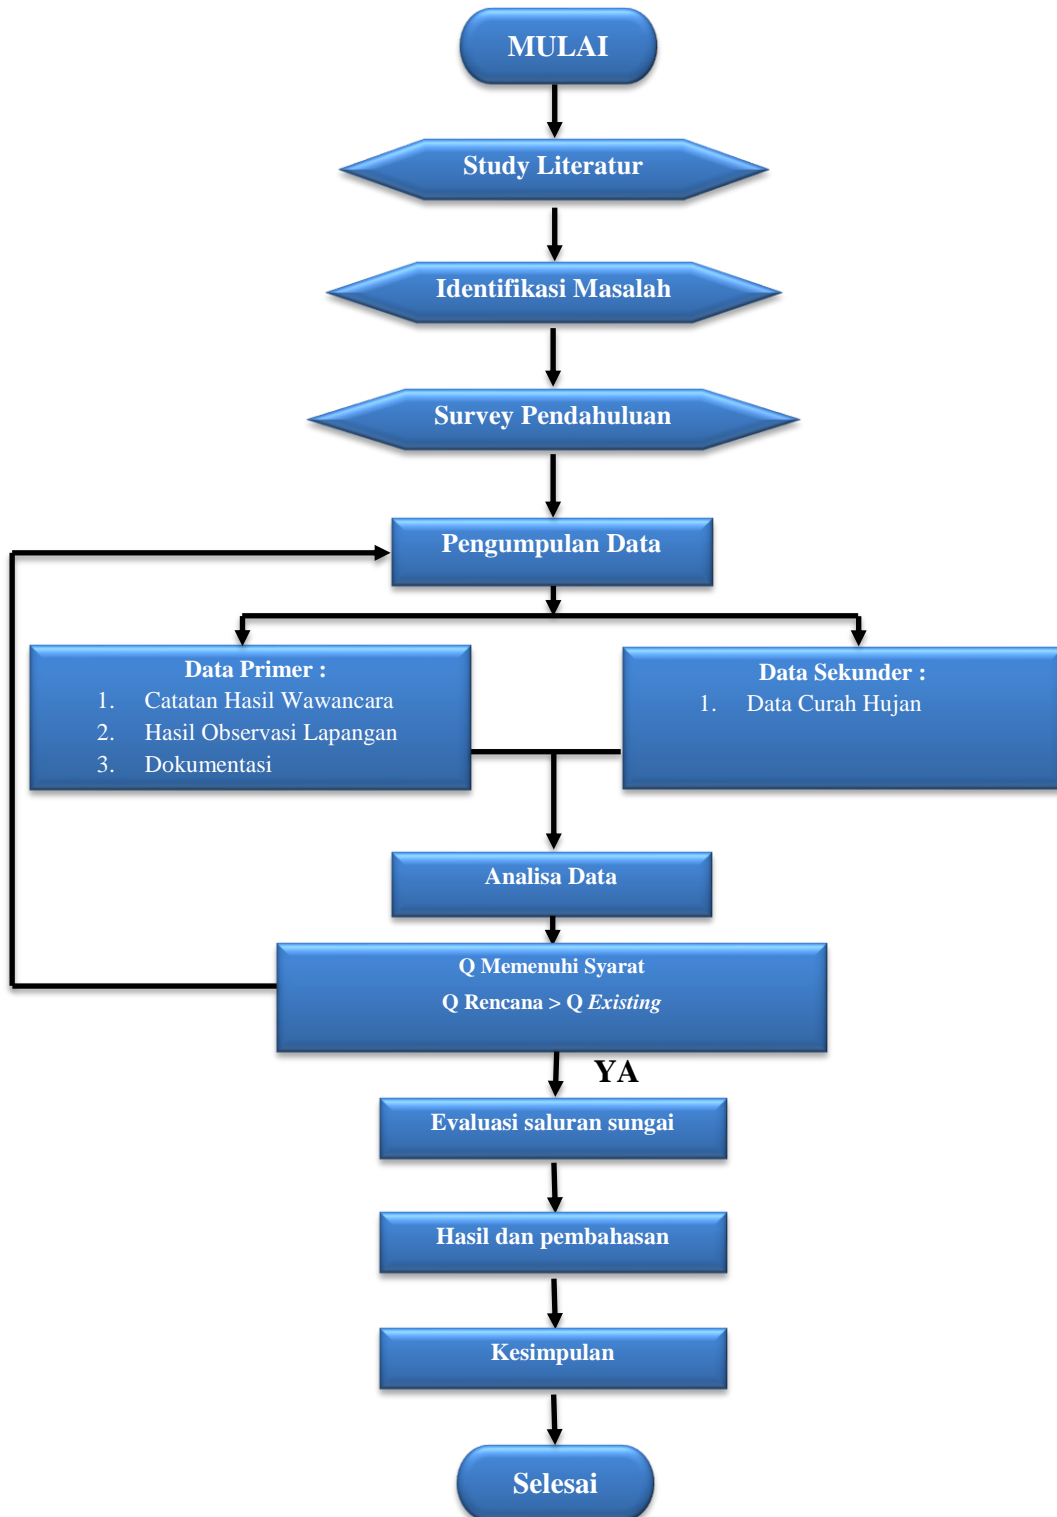 MULAI
Study Literatur
Identifikasi Masalah
Survey Pendahuluan
Pengumpulan Data
Data Primer :
1. Catatan Hasil Wawancara
2. Hasil Observasi Lapangan
3. Dokumentasi
Data Sekunder :
1. Data Curah Hujan
Analisa Data
Q Memenuhi Syarat
Q Rencana > Q Existing
YA
Evaluasi saluran sungai
Hasil dan pembahasan
Kesimpulan
Selesai